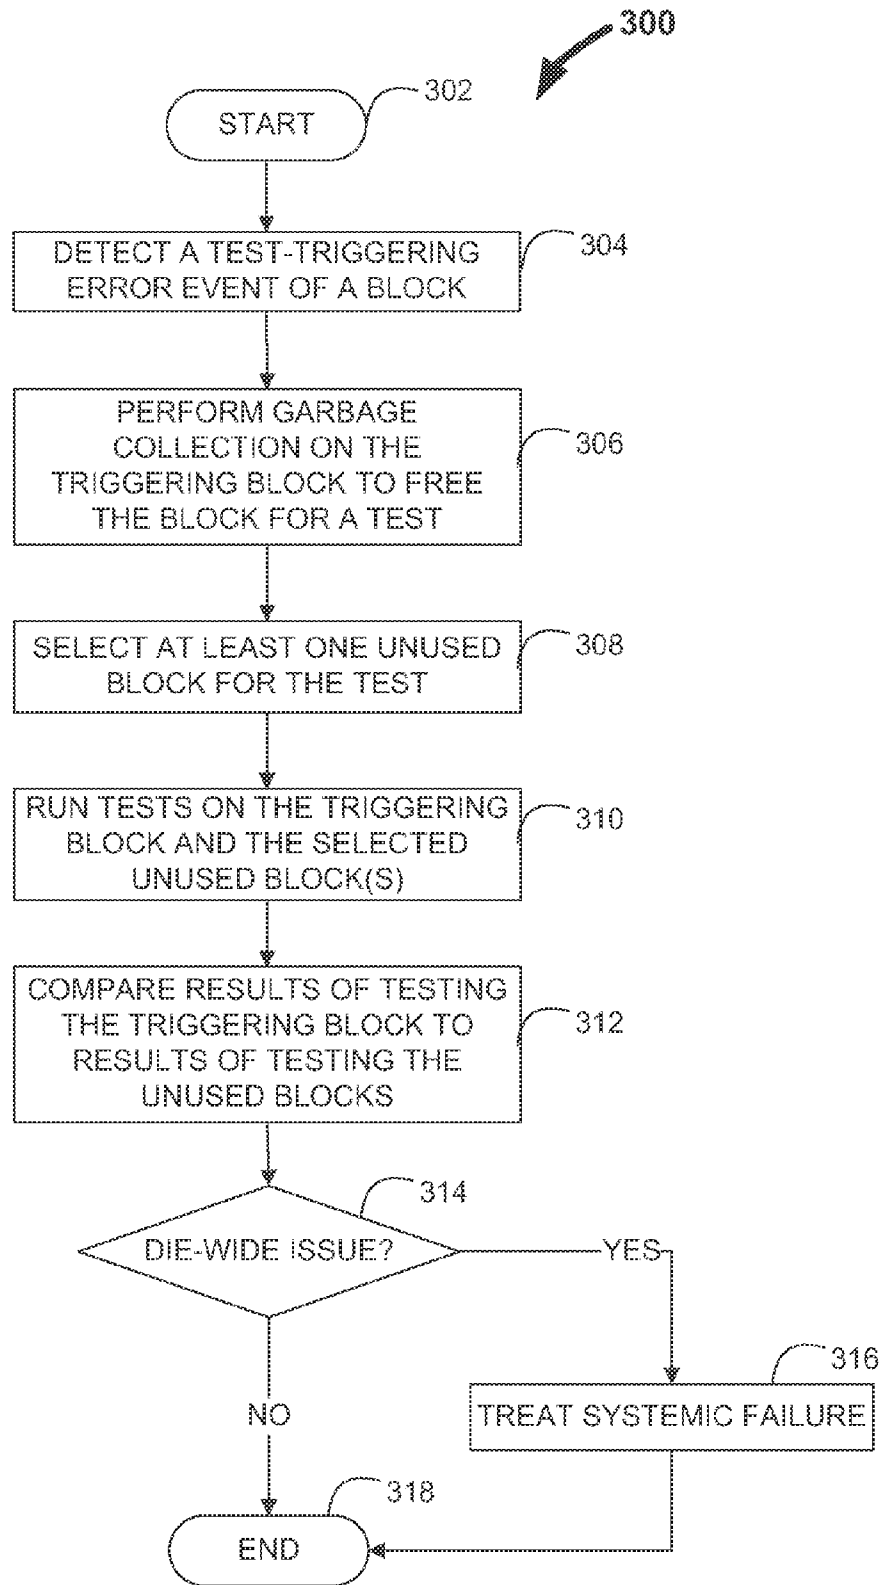 300
START
302
DETECT A TEST-TRIGGERING
ERROR EVENT OF A BLOCK
304
PERFORM GARBAGE
COLLECTION ON THE
TRIGGERING BLOCK TO FREE
THE BLOCK FOR A TEST
306
SELECT AT LEAST ONE UNUSED
BLOCK FOR THE TEST
308
RUN TESTS ON THE TRIGGERING
BLOCK AND THE SELECTED
UNUSED BLOCK(S)
310
COMPARE RESULTS OF TESTING
THE TRIGGERING BLOCK TO
RESULTS OF TESTING THE
UNUSED BLOCKS
312
314
DIE-WIDE ISSUE?
YES
316
TREAT SYSTEMIC FAILURE
NO
318
END